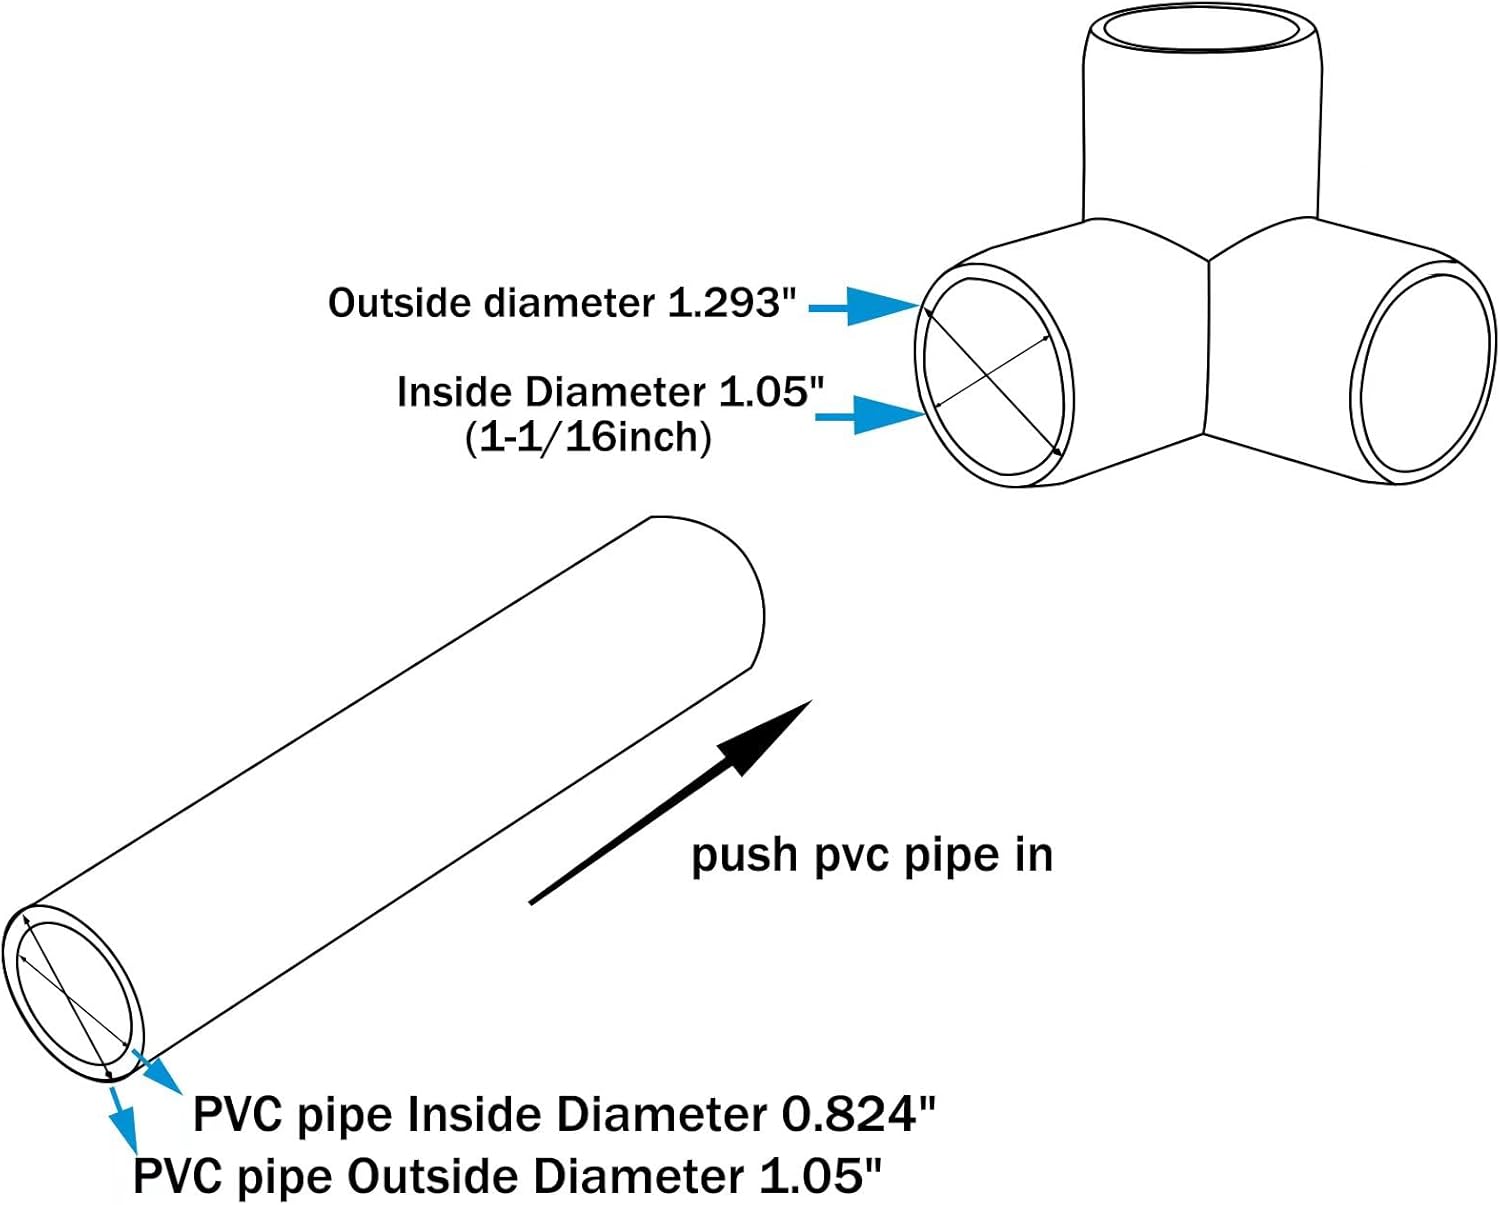 Outside diameter 1.293"
Inside Diameter 1.05"
(1-1/16inch)
push pvc pipe in
PVC pipe Inside Diameter 0.824"
PVC pipe Outside Diameter 1.05"